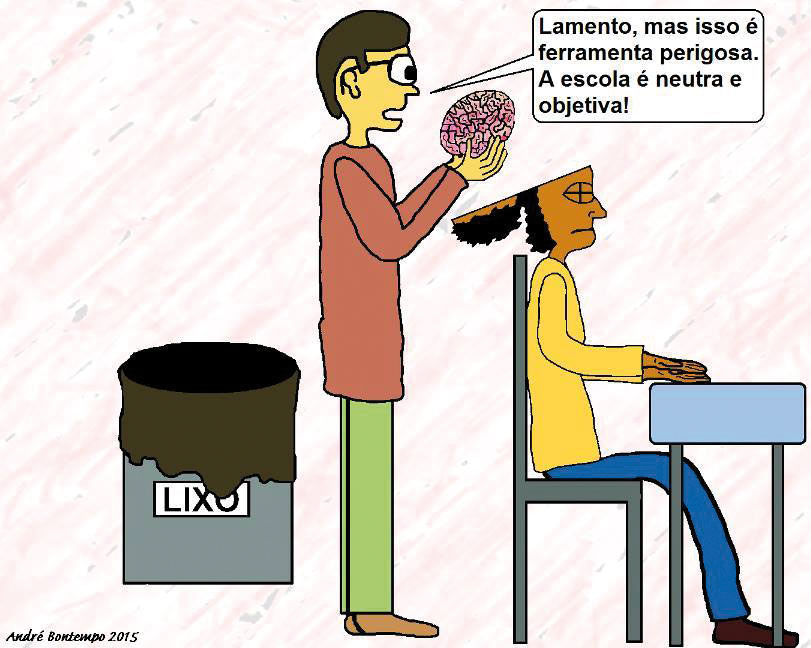 Lamento, mas isso é
ferramenta perigosa.
A escola é neutra e
objetiva!
LIXO
André Bontempo 2015